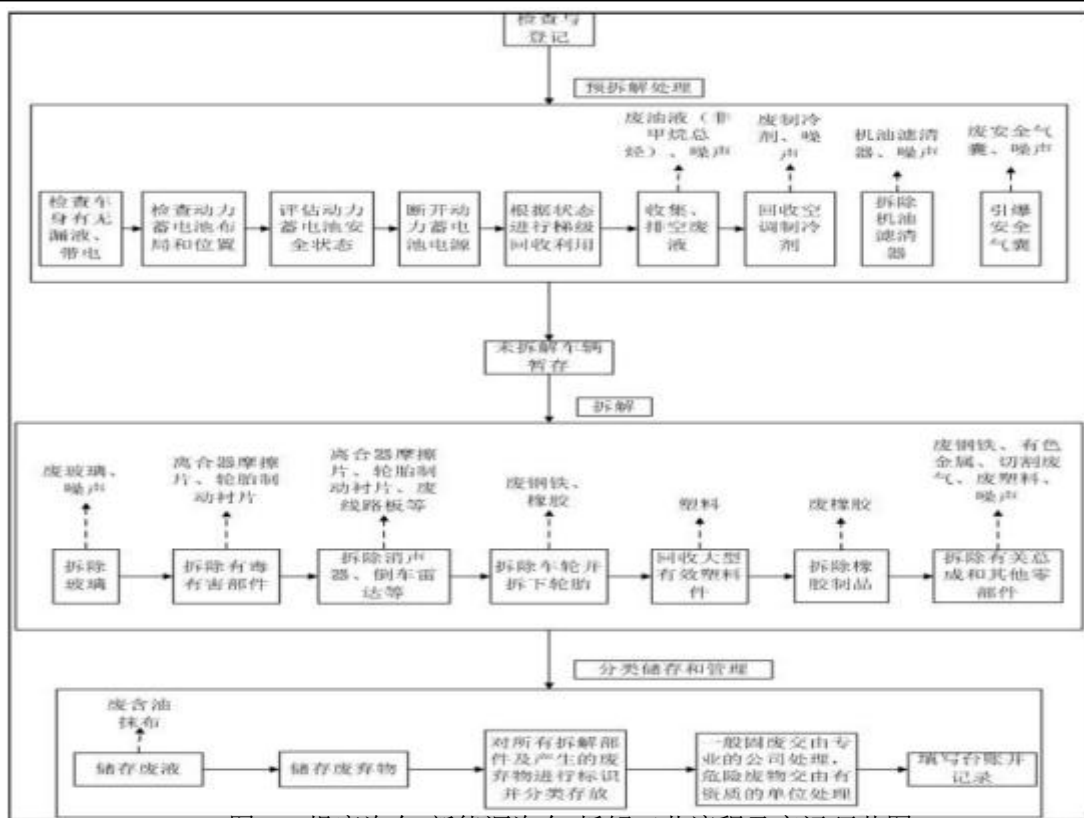 检查与
登记
预拆解处理
废油液（非
甲烷总
烃）、噪声
废制冷
剂、噪
声
机油滤清
器、噪声
废安全气
囊、噪声
检查车
身有无
漏液、
带电
检查动力
蓄电池布
局和位置
评估动力
蓄电池安
全状态
断开动
力蓄电
池电源
根据状态
进行梯级
回收利用
收集、
排空废
液
回收空
调制冷
剂
拆除
机油
滤清
器
引爆
安全
气囊
未拆解车辆
暂存
拆解
废玻璃、
噪声
离合器摩擦
片、轮胎制
动衬片
离合器摩擦
片、轮胎制
动衬片、废
线路板等
废钢铁、
橡胶
塑料
废橡胶
废钢铁、有色
金属、切割废
气、废塑料、
噪声
拆除
玻璃
拆除有毒
有害部件
拆除消声
器、倒车雷
达等
拆除车轮并
拆下轮胎
回收大型
有效塑料
件
拆除橡
胶制品
拆除有关总
成和其他零
部件
分类储存和管理
废含油
抹布
储存废液
储存废弃物
对所有拆解部
件及产生的废
弃物进行标识
并分类存放
一般固废交由专
业的公司处理，
危险废物交由有
资质的单位处理
填写台账并
记录